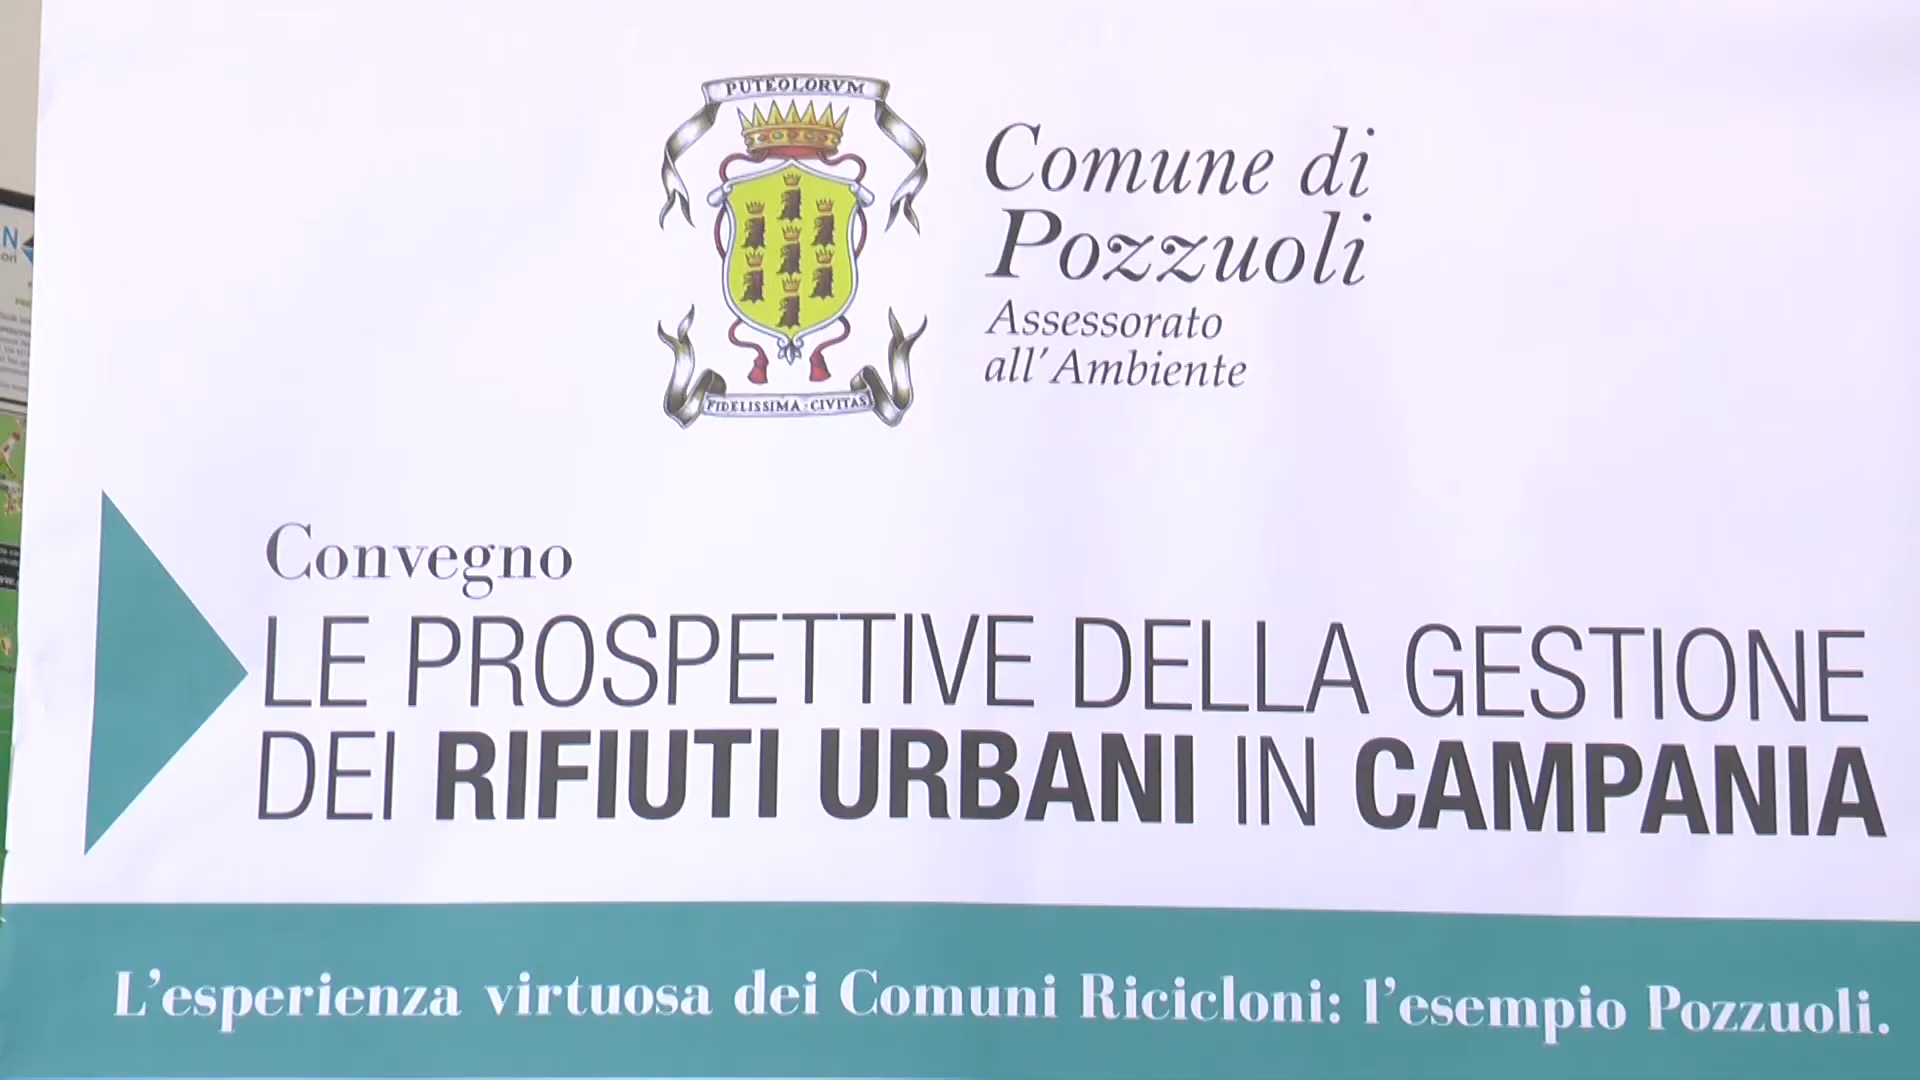 PUTEOLORVM
Comune di
Pozzuoli
Assessorato
all'Ambiente
FIDELISSIMA · CIVITAS
Convegno
LE PROSPETTIVE DELLA GESTIONE
DEI RIFIUTI URBANI IN CAMPANIA
L'esperienza virtuosa dei Comuni Ricicloni: l'esempio Pozzuoli.